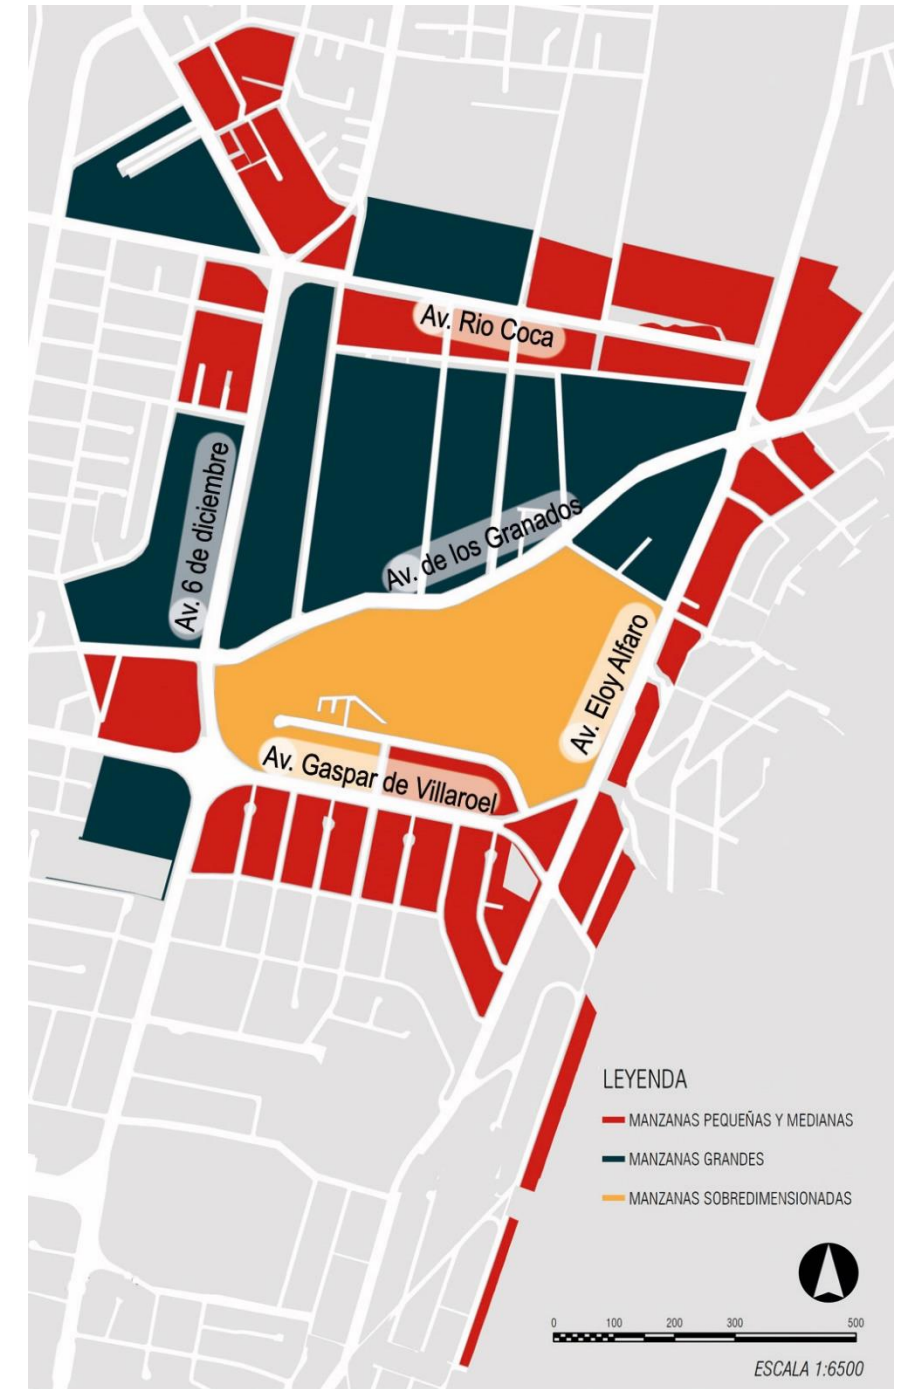 Av. Rio Coca
Av. 6 de diciembre
Av. de los Granados
Av. Eloy Alfaro
Av. Gaspar de Villaroel
LEYENDA
MANZANAS PEQUEÑAS Y MEDIANAS
MANZANAS GRANDES
MANZANAS SOBREDIMENSIONADAS
0 100 200 300 500
ESCALA 1:6500